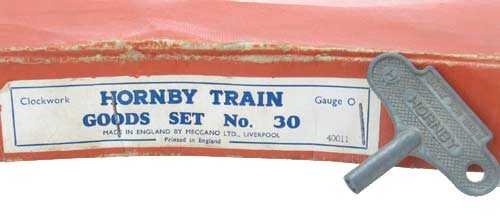 Clockwork HORNBY TRAIN Gauge O
GOODS SET No. 30
MADE IN ENGLAND BY MECCANO LTD., LIVERPOOL
Printed in England 40011
HORNBY